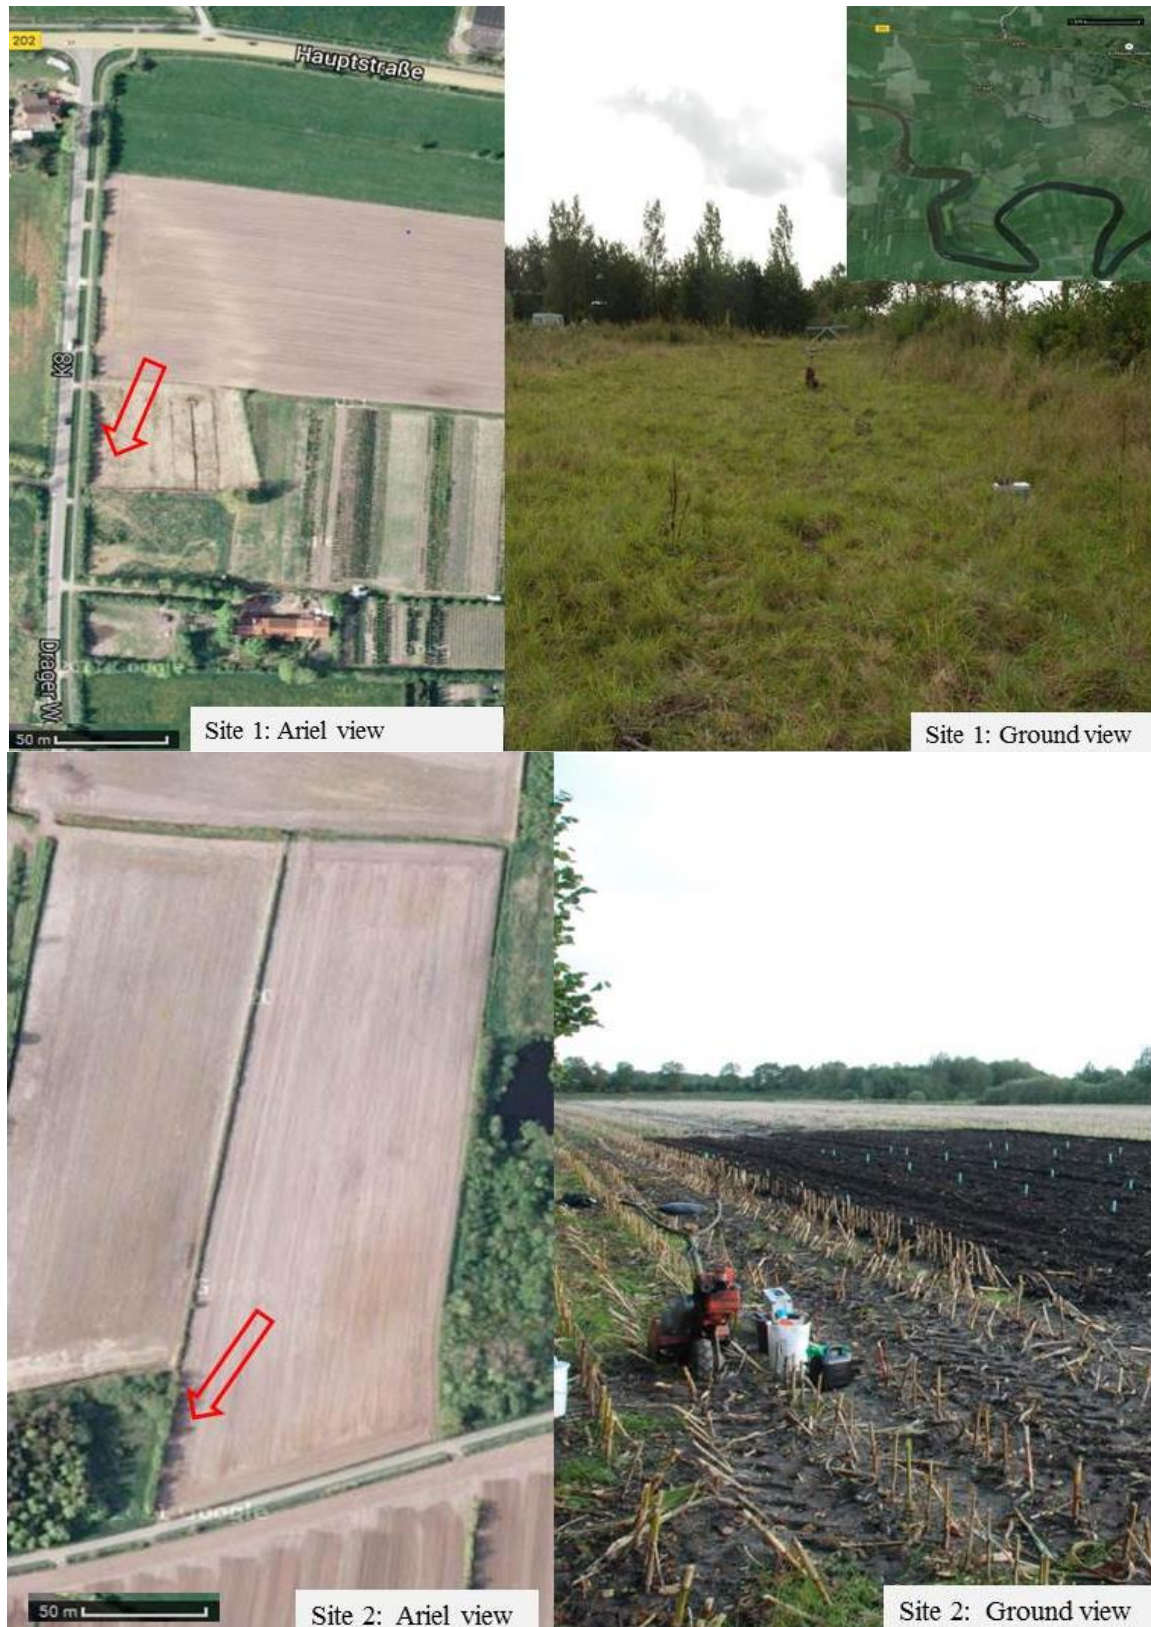 202
Hauptstraße
K8
Drager W
50 m
Site 1: Ariel view
Site 1: Ground view
50 m
Site 2: Ariel view
Site 2: Ground view